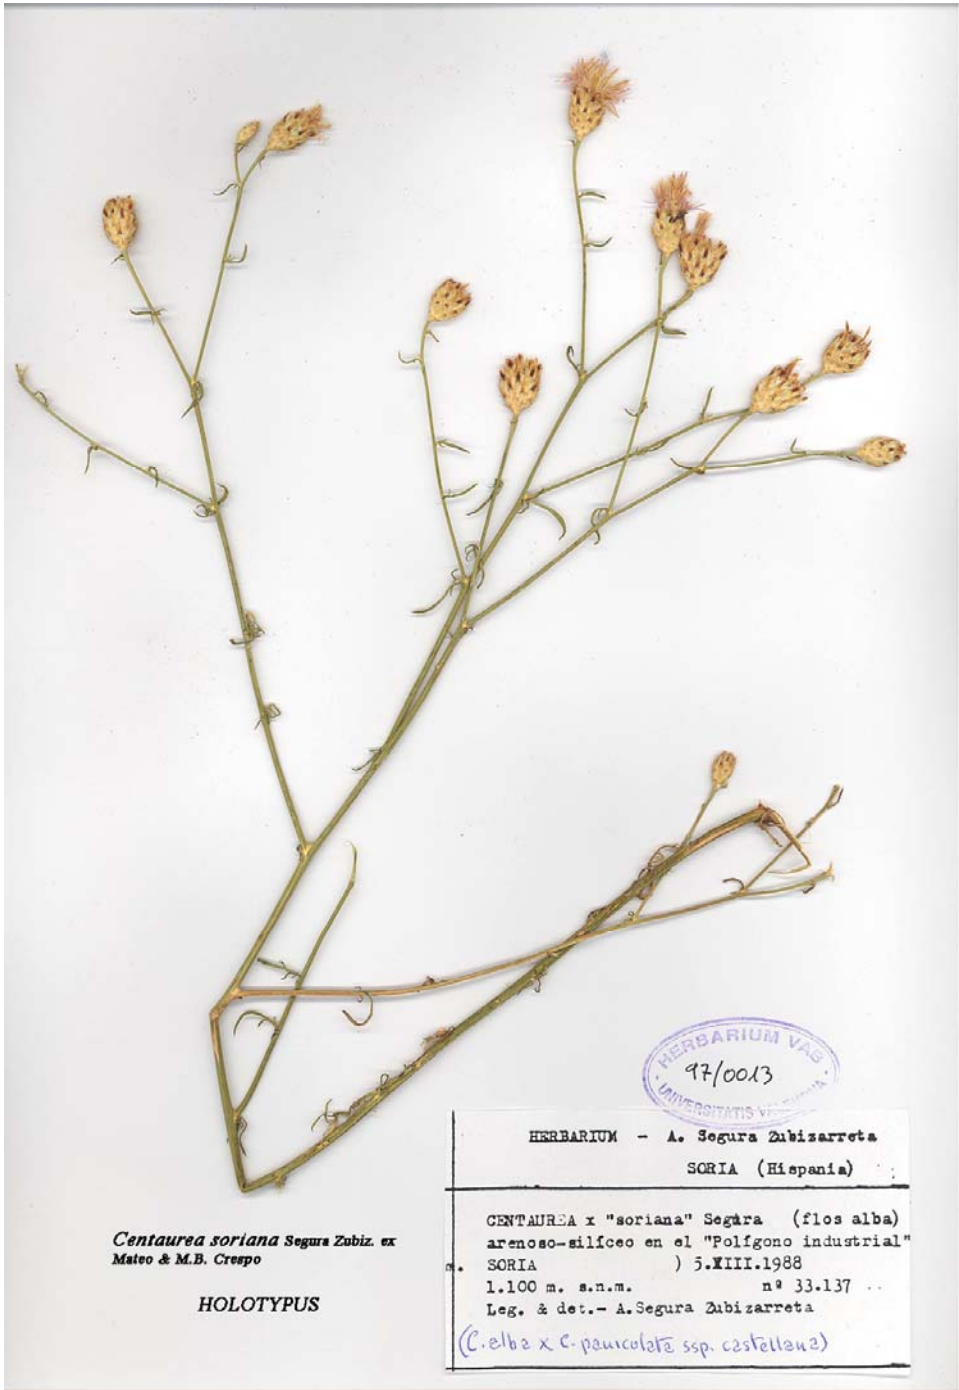 HERBARIUM VAB
97/0013
UNIVERSITATIS
HERBARIUM - A. Segura Zubizarreta
SORIA (Hispania)
CENTAUREA x "soriana" Segura (flos alba)
arenoso-silíceo en el "Polígono industrial"
SORIA ) 5.VIII.1988
1.100 m. s.n.m. nº 33.137
Leg. & det.- A.Segura Zubizarreta
(C. alba x C. paniculata ssp. castellana)
Centaurea soriana Segura Zubiz. ex
Mateo & M.B. Crespo
HOLOTYPUS